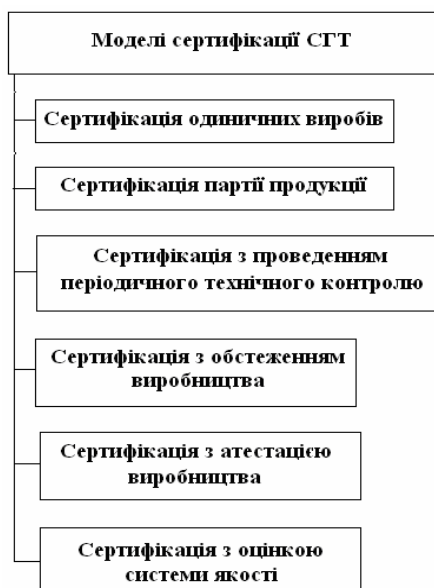 Моделі сертифікації СГТ
Сертифікація одиничних виробів
Сертифікація партії продукції
Сертифікація з проведенням
періодичного технічного контролю
Сертифікація з обстеженням
виробництва
Сертифікація з атестацією
виробництва
Сертифікація з оцінкою
системи якості